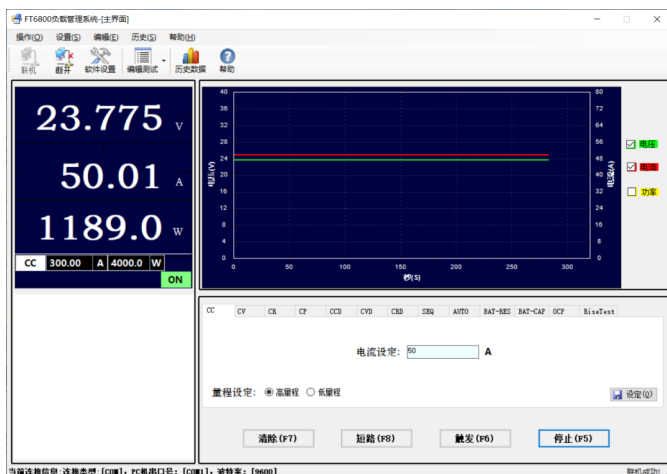 FT6800负载管理系统-[主界面]
操作(O) 设置(S) 编辑(E) 历史(S) 帮助(H)
联机 断开 软件设置 编辑测试 历史数据 帮助
23.775 V
50.01 A
1189.0 W
CC 300.00 A 4000.0 W
ON
40 80
36 72
32 64
28 56
24 48
20 40
16 32
12 24
8 16
4 8
0 0
电压(V)
电流(A)
0 50 100 150 200 250 300
秒(S)
电压
电流
功率
CC CV CR CP CCD CVD CRD SEQ AUTO BAT-RES BAT-CAP OCP RiseTest
电流设定: 50 A
量程设定: 高量程 低量程
设定(Q)
清除(F7) 短路(F8) 触发(F6) 停止(F5)
当前连接信息:连接类型:[COM], PC机串口号: [COM1], 波特率: [9600] 联机成功!